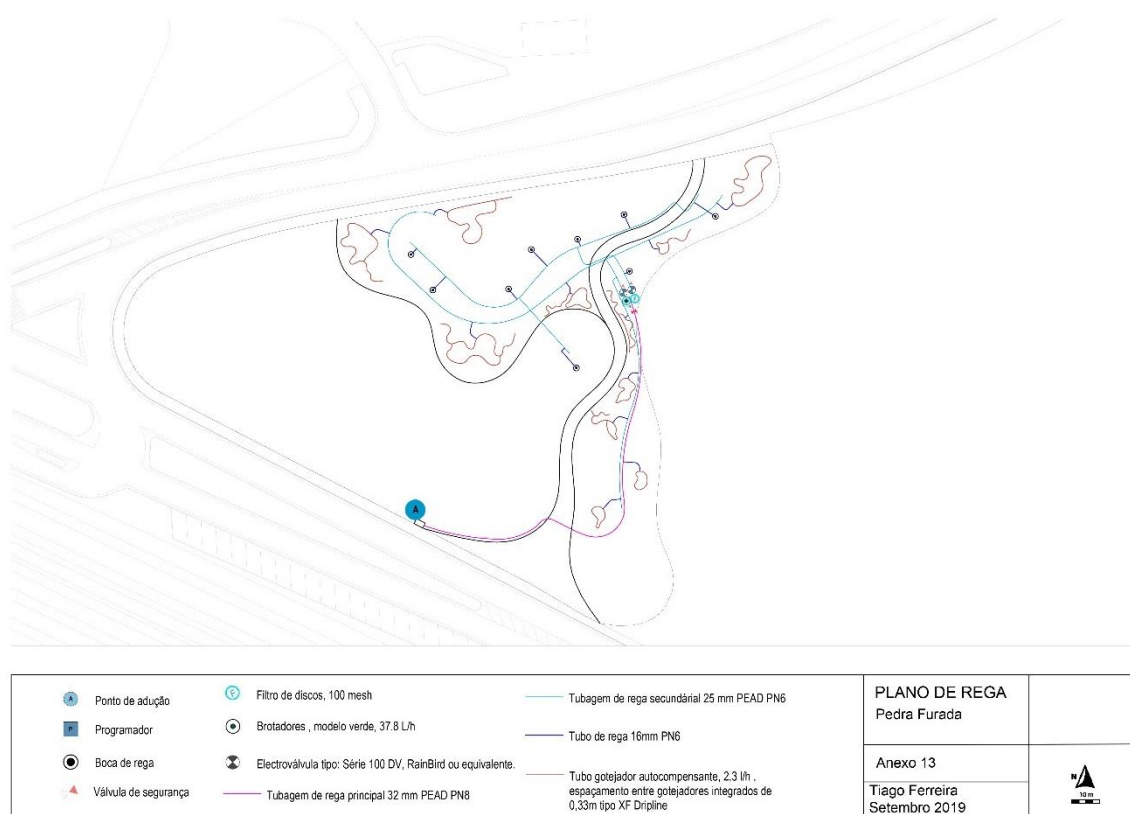 A
Ponto de adução
P
Programador
Boca de rega
Válvula de segurança
Filtro de discos, 100 mesh
Brotadores , modelo verde, 37.8 L/h
Electroválvula tipo: Série 100 DV, RainBird ou equivalente.
Tubagem de rega principal 32 mm PEAD PN8
Tubagem de rega secundárial 25 mm PEAD PN6
Tubo de rega 16mm PN6
Tubo gotejador autocompensante, 2.3 l/h ,
espaçamento entre gotejadores integrados de
0,33m tipo XF Dripline
PLANO DE REGA
Pedra Furada
Anexo 13
Tiago Ferreira
Setembro 2019
N
10 m